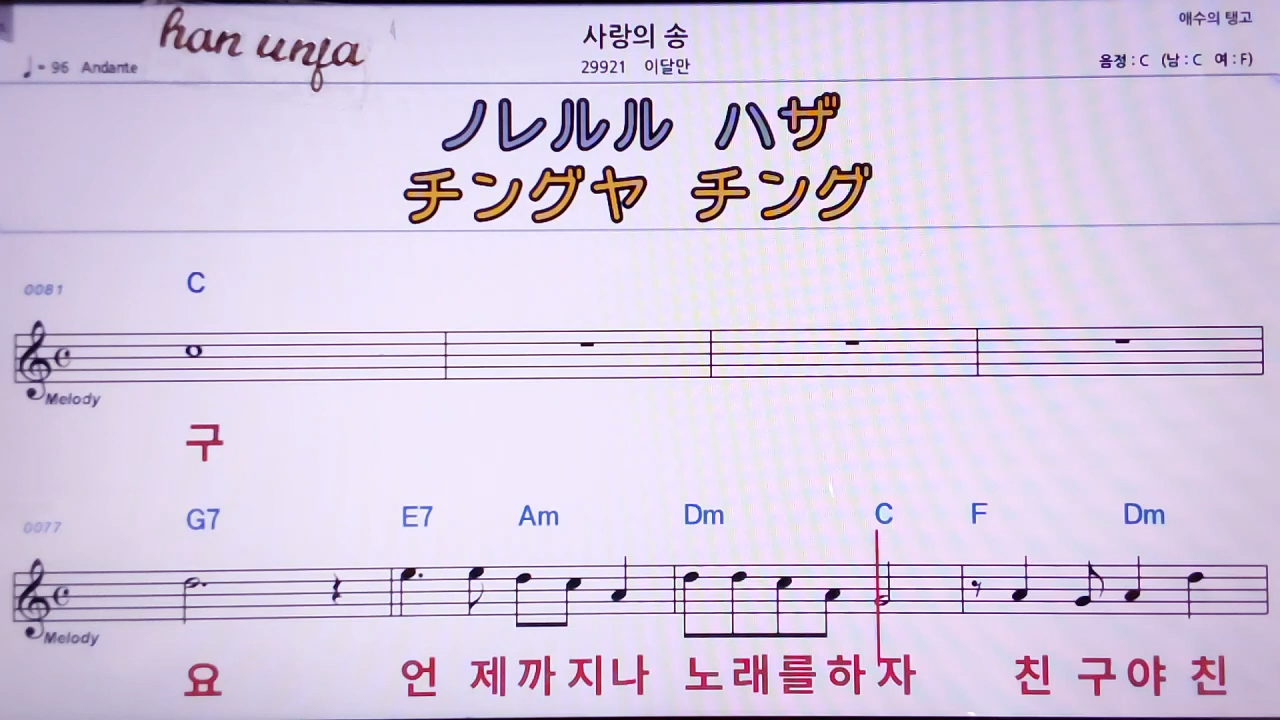 han unja
사랑의 송
애수의 탱고
♩= 96 Andante
29921 이달만
음정 : C (남 : C 여 : F)
ノレルル ハザ
チングヤ チング
0081 C
Melody
구
0077 G7 E7 Am Dm C F Dm
Melody
요 언 제까지나 노래를하자 친 구야 친